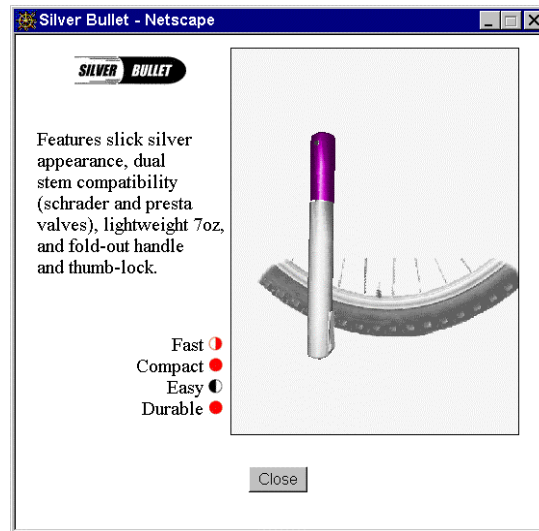 Silver Bullet - Netscape
SILVER BULLET
Features slick silver
appearance, dual
stem compatibility
(schrader and presta
valves), lightweight 7oz,
and fold-out handle
and thumb-lock.
Fast
Compact
Easy
Durable
Close